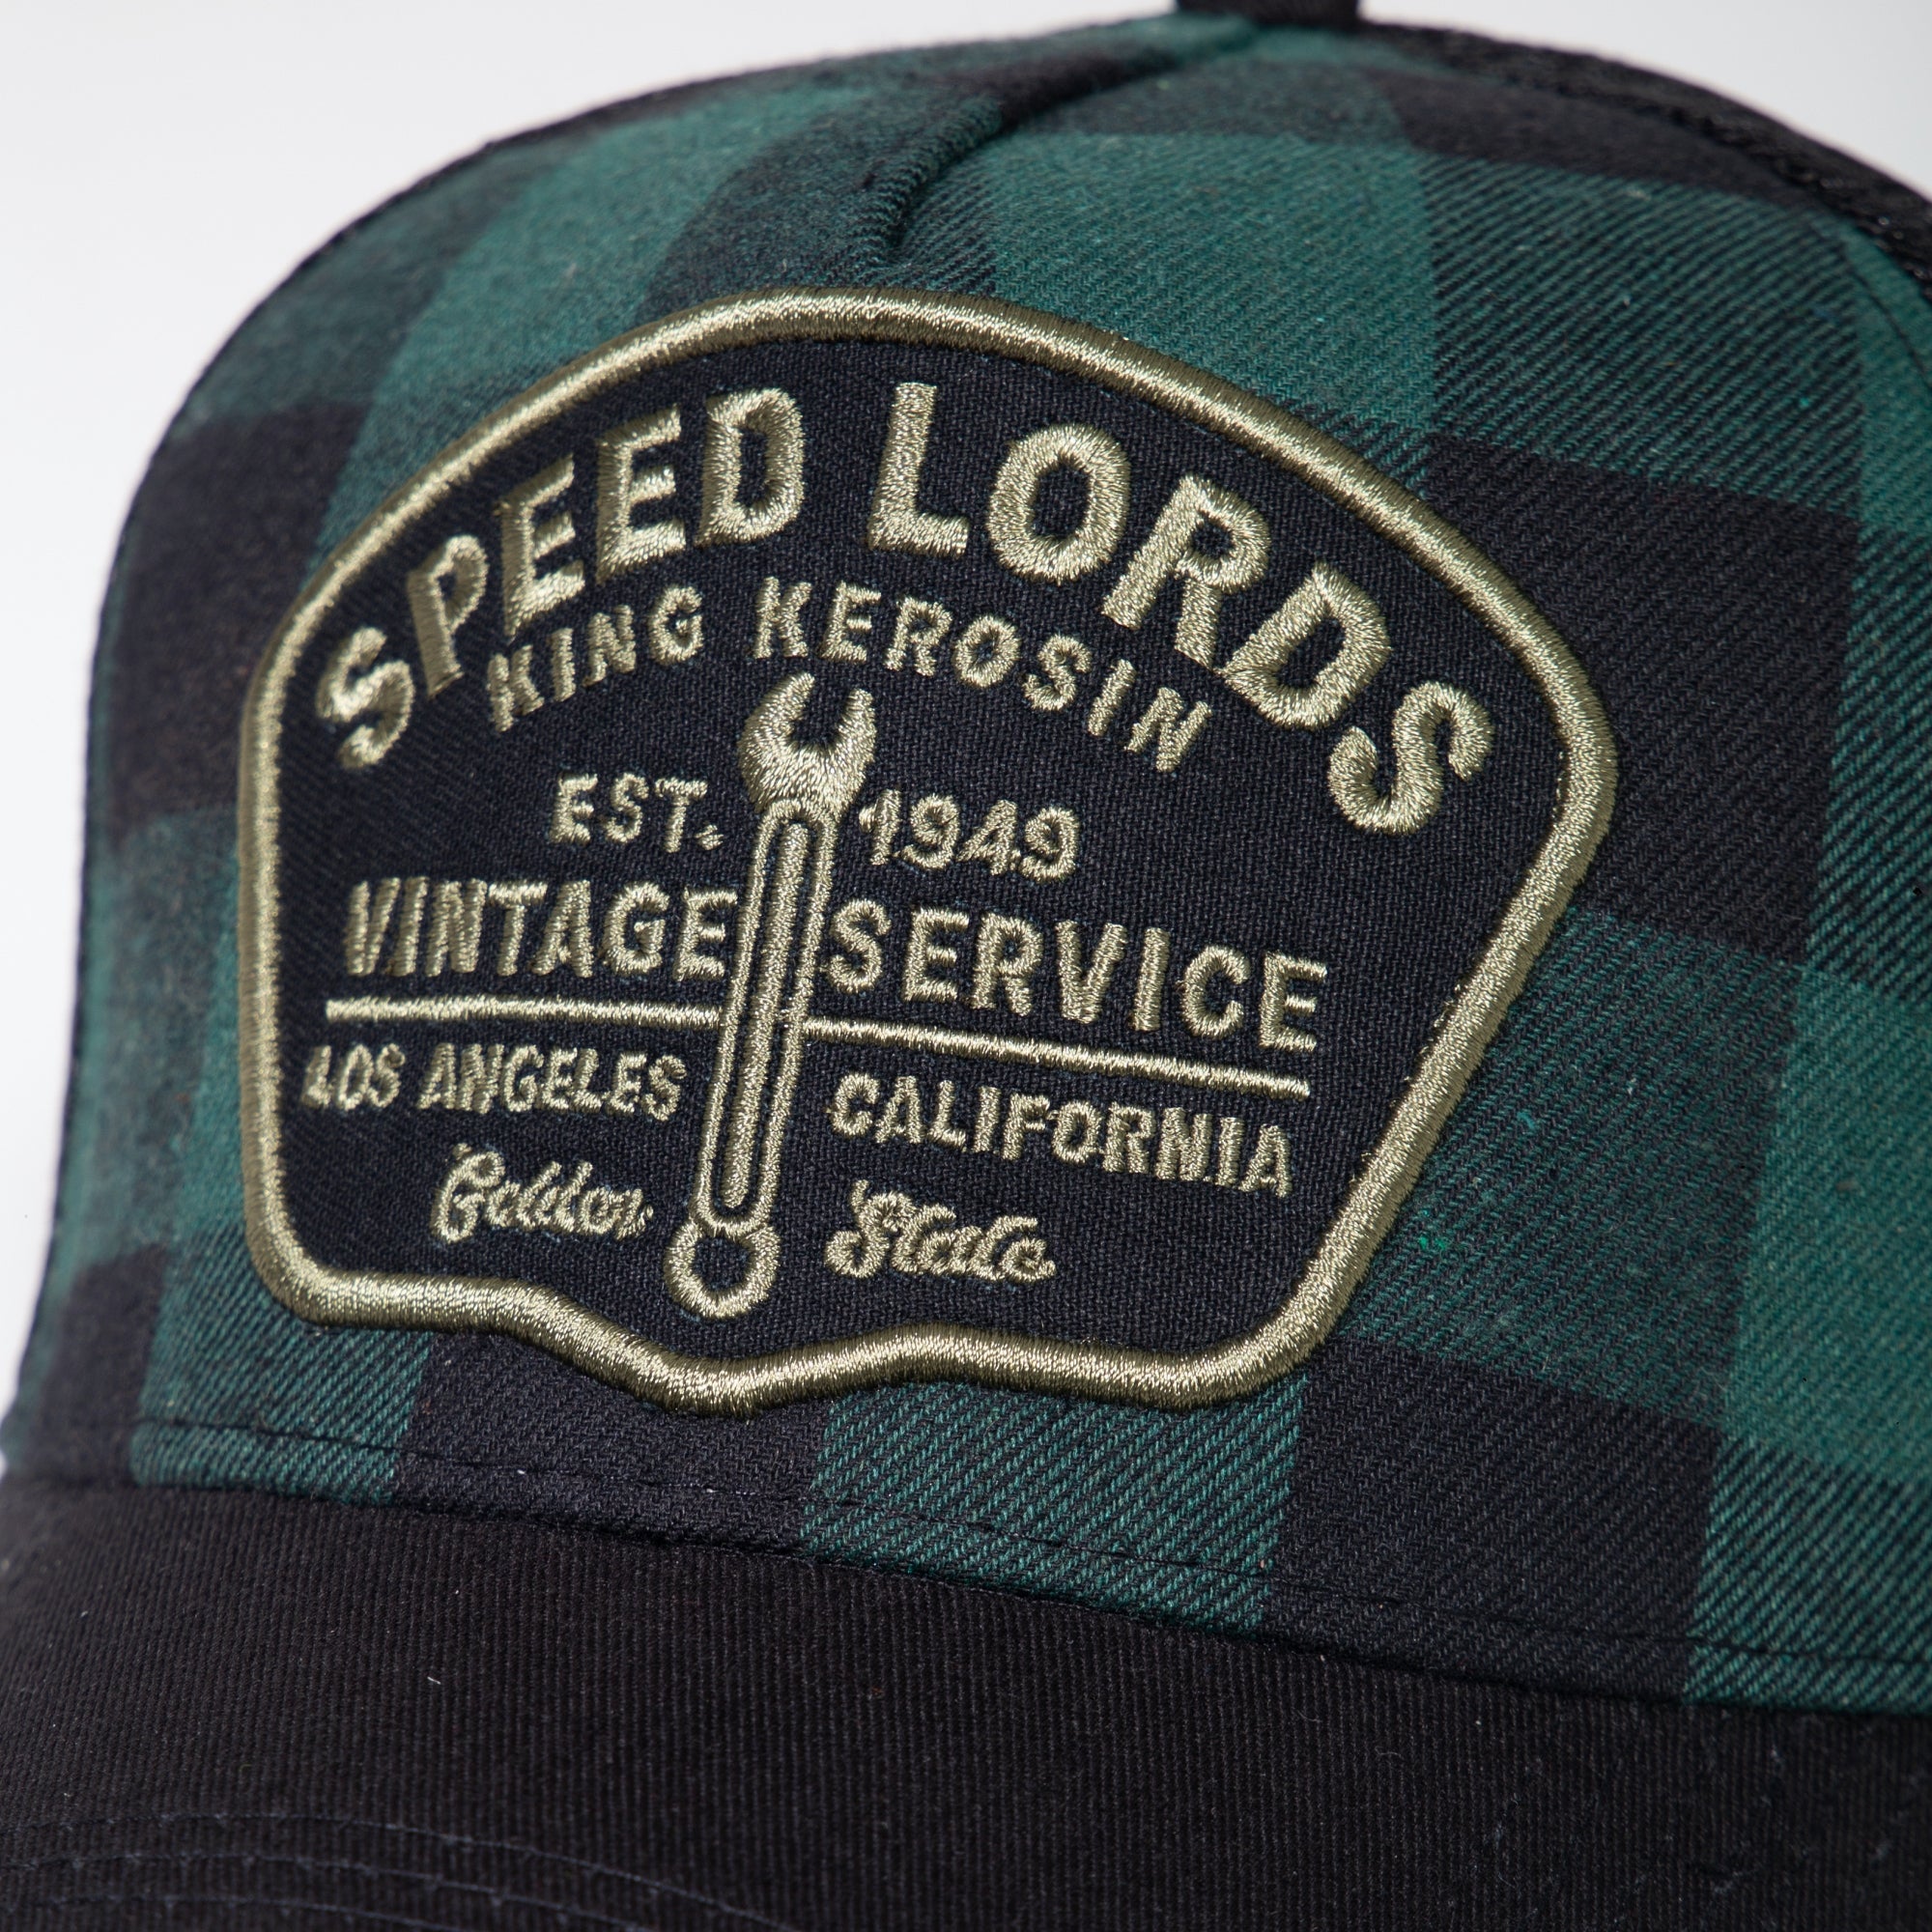 SPEED LORDS
KING KEROSIN
EST. 1949
VINTAGE SERVICE
LOS ANGELES CALIFORNIA
Golden State